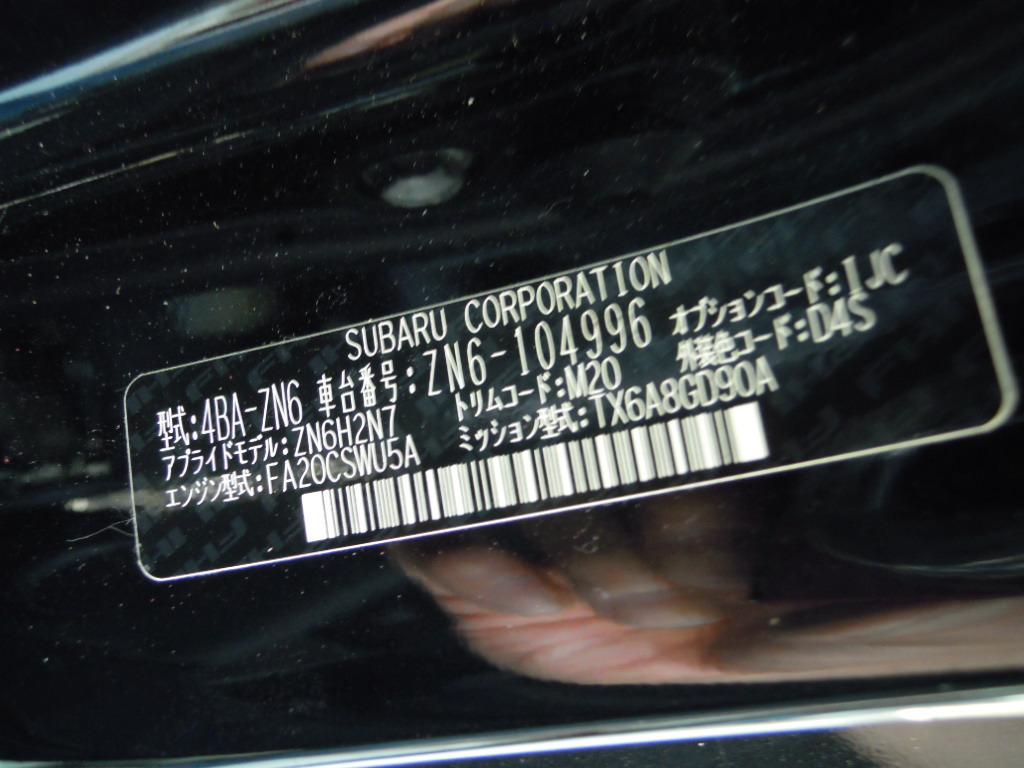 SUBARU CORPORATION
型式:4BA-ZN6 車台番号:ZN6-104996 オプションコード:1JC
アプライドモデル:ZN6H2N7 トリムコード:M20 外装色コード:D4S
エンジン型式:FA20CSWU5A ミッション型式:TX6A8GD90A